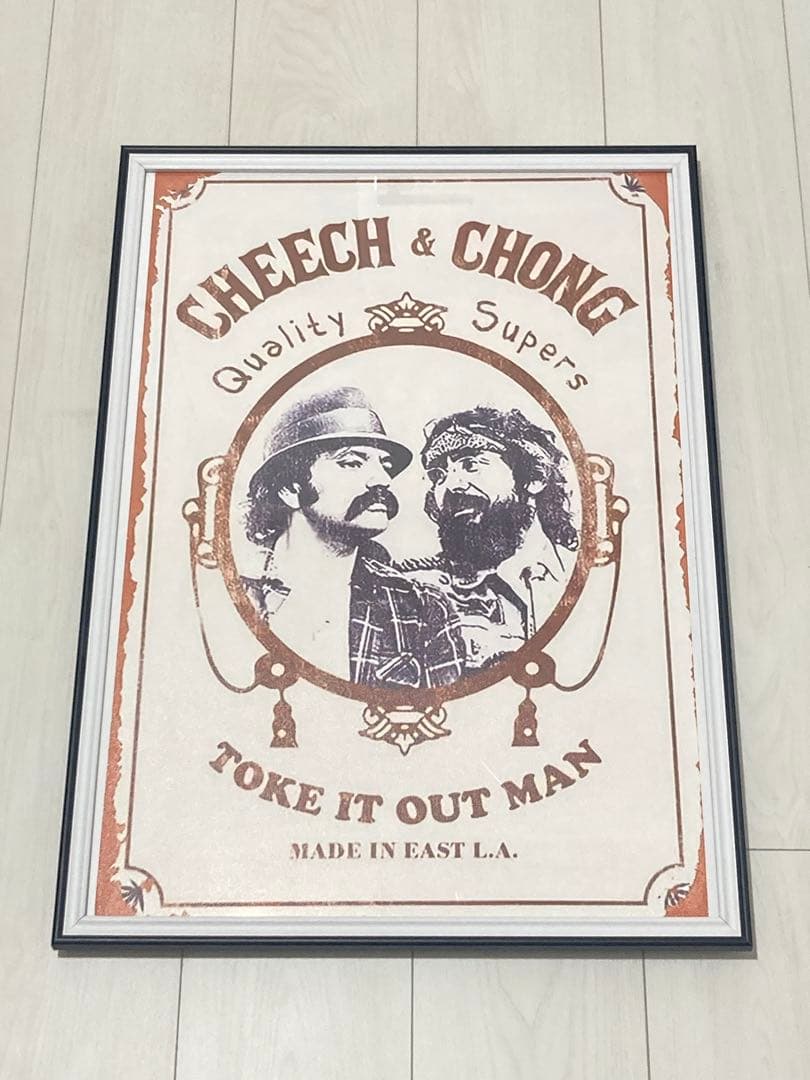 CHEECH & CHONG
Quality Supers
TOKE IT OUT MAN
MADE IN EAST L.A.